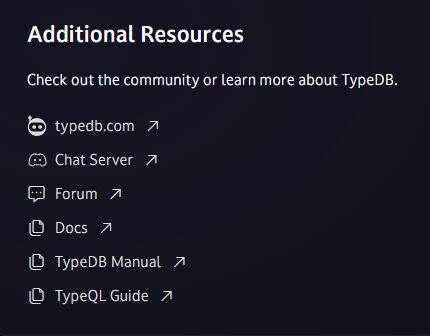 Additional Resources
Check out the community or learn more about TypeDB.
typedb.com
Chat Server
Forum
Docs
TypeDB Manual
TypeQL Guide